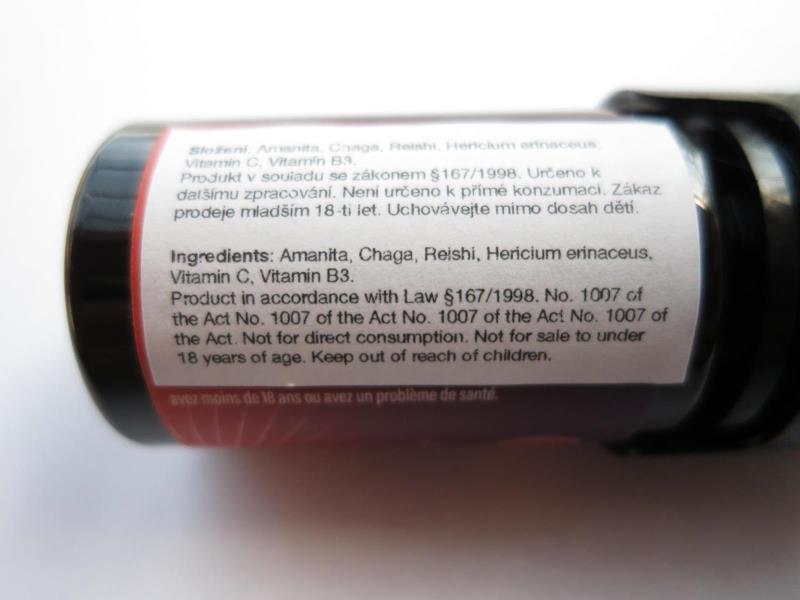 Složení: Amanita, Chaga, Reishi, Hericium erinaceus,
Vitamin C, Vitamín B3.
Produkt v souladu se zákonem §167/1998. Určeno k
dalšímu zpracování. Není určeno k přímé konzumaci. Zákaz
prodeje mladším 18-ti let. Uchovávejte mimo dosah dětí.
Ingredients: Amanita, Chaga, Reishi, Hericium erinaceus,
Vitamin C, Vitamin B3.
Product in accordance with Law §167/1998. No. 1007 of
the Act No. 1007 of the Act No. 1007 of the Act No. 1007 of
the Act. Not for direct consumption. Not for sale to under
18 years of age. Keep out of reach of children.
avez moins de 18 ans ou avez un problème de santé.